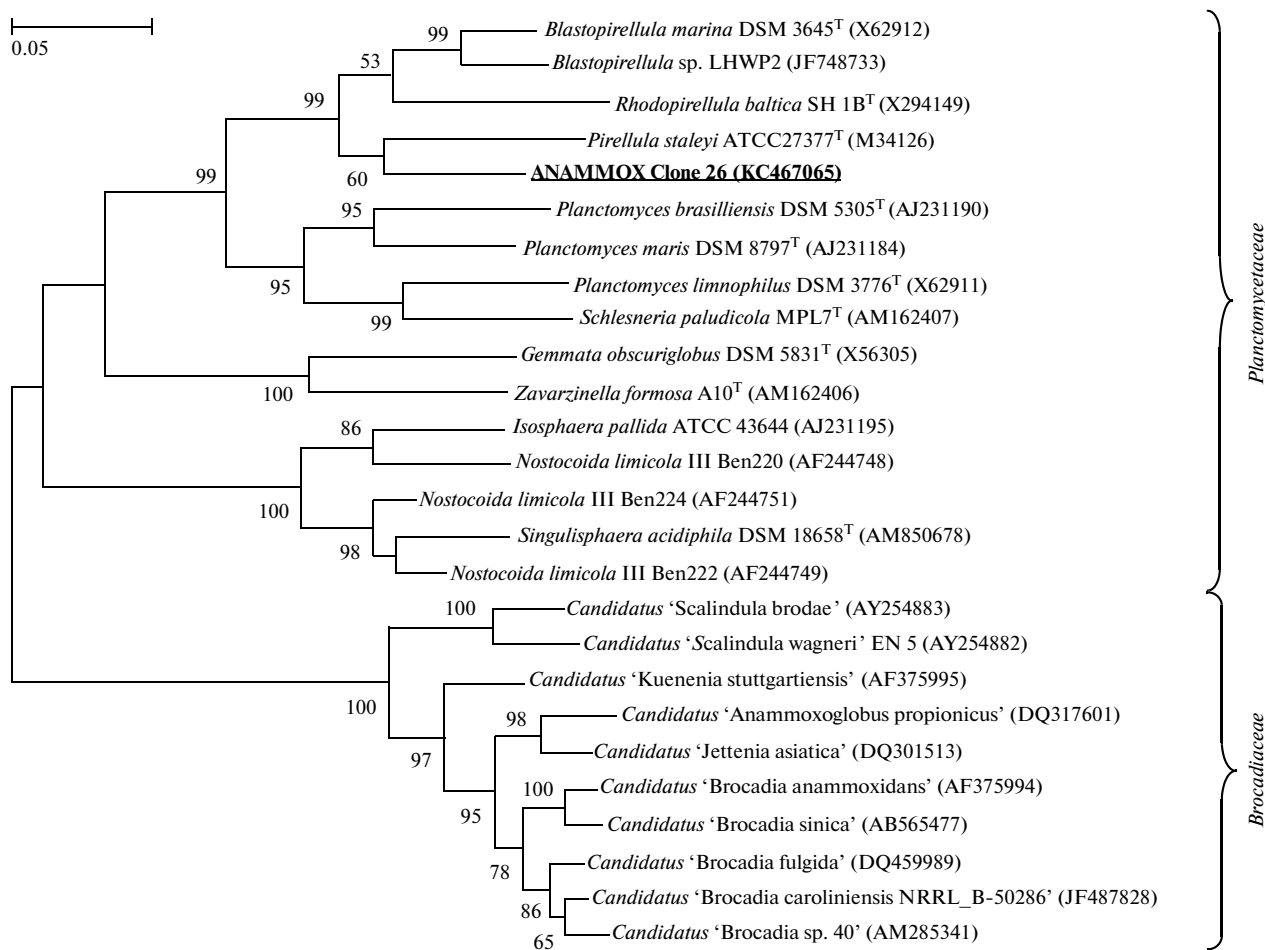 0.05
99
Blastopirellula marina DSM 3645T (X62912)
Blastopirellula sp. LHWP2 (JF748733)
53
Rhodopirellula baltica SH 1BT (X294149)
99
Pirellula staleyi ATCC27377T (M34126)
ANAMMOX Clone 26 (KC467065)
60
99
95
Planctomyces brasilliensis DSM 5305T (AJ231190)
Planctomyces maris DSM 8797T (AJ231184)
95
Planctomyces limnophilus DSM 3776T (X62911)
Schlesneria paludicola MPL7T (AM162407)
99
Gemmata obscuriglobus DSM 5831T (X56305)
Zavarzinella formosa A10T (AM162406)
100
86
Isosphaera pallida ATCC 43644 (AJ231195)
Nostocoida limicola III Ben220 (AF244748)
100
Nostocoida limicola III Ben224 (AF244751)
Singulisphaera acidiphila DSM 18658T (AM850678)
98
Nostocoida limicola III Ben222 (AF244749)
Planctomycetaceae
100
Candidatus ‘Scalindula brodae’ (AY254883)
Candidatus ‘Scalindula wagneri’ EN 5 (AY254882)
Candidatus ‘Kuenenia stuttgartiensis’ (AF375995)
100
98
Candidatus ‘Anammoxoglobus propionicus’ (DQ317601)
Candidatus ‘Jettenia asiatica’ (DQ301513)
97
100
Candidatus ‘Brocadia anammoxidans’ (AF375994)
95
Candidatus ‘Brocadia sinica’ (AB565477)
Candidatus ‘Brocadia fulgida’ (DQ459989)
78
Candidatus ‘Brocadia caroliniensis NRRL_B-50286’ (JF487828)
86
Candidatus ‘Brocadia sp. 40’ (AM285341)
65
Brocadiaceae